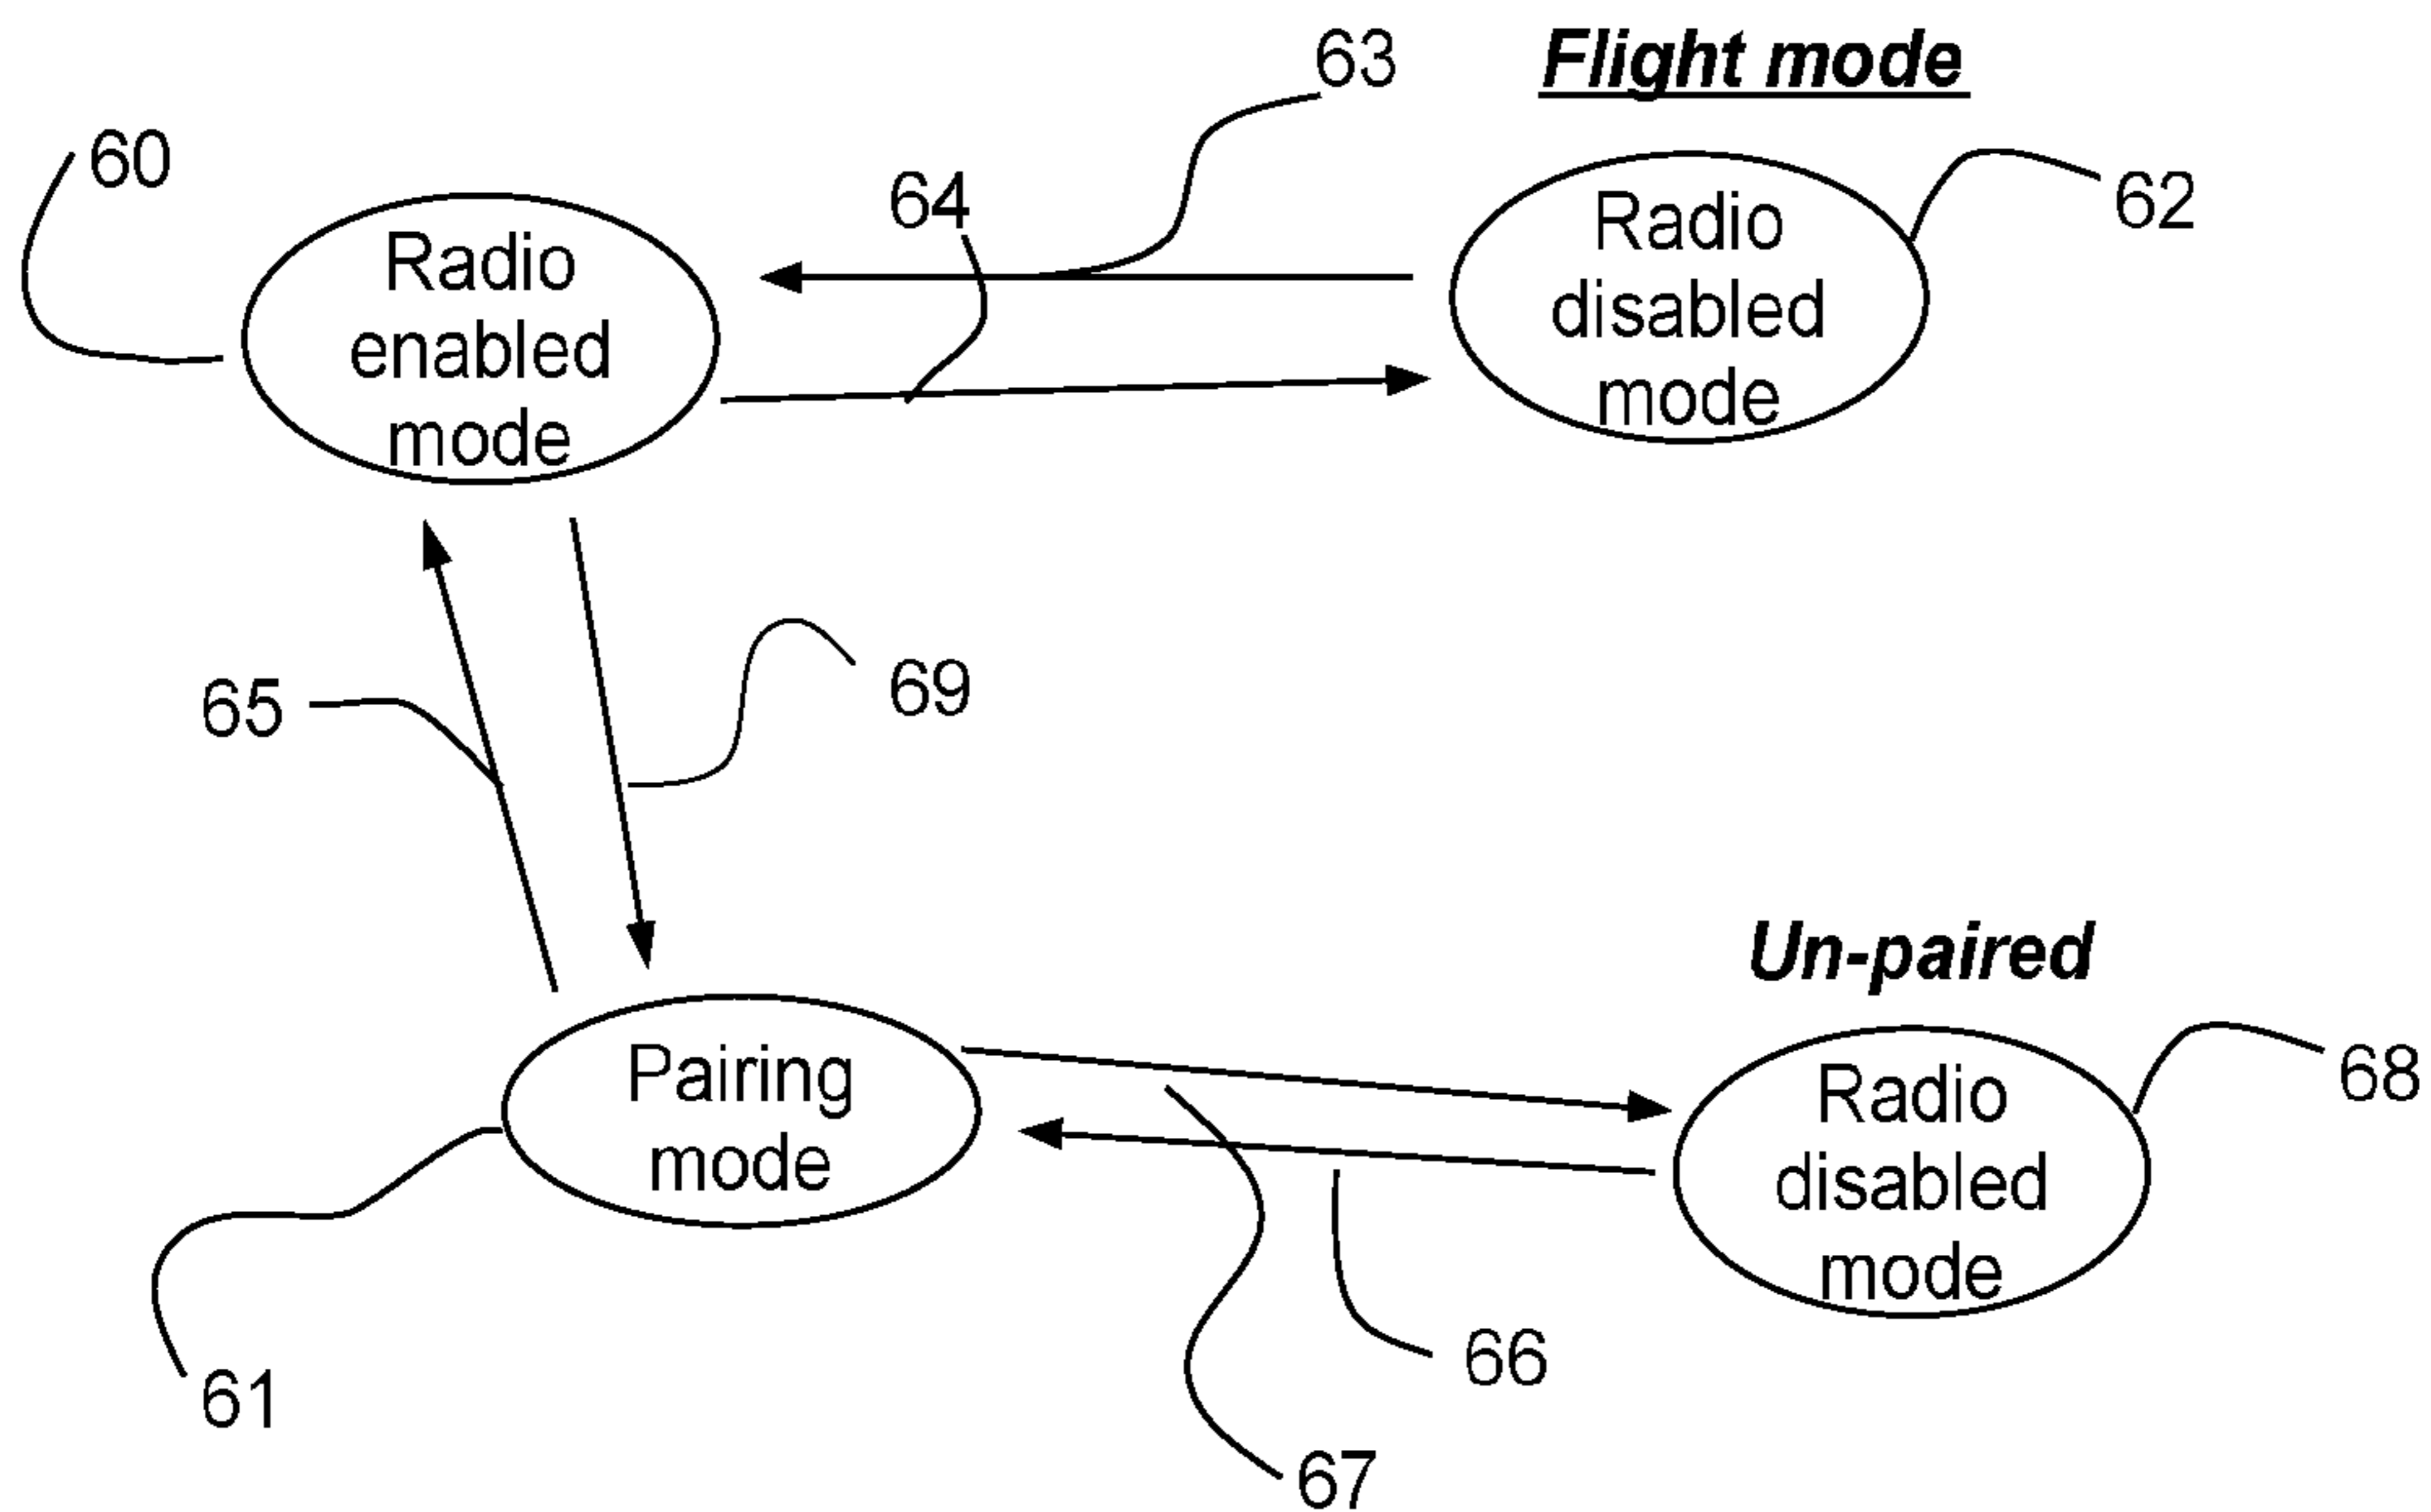 63
Flight mode
60
64
62
Radio
enabled
mode
Radio
disabled
mode
65
69
Un-paired
Pairing
mode
68
Radio
disabled
mode
61
66
67